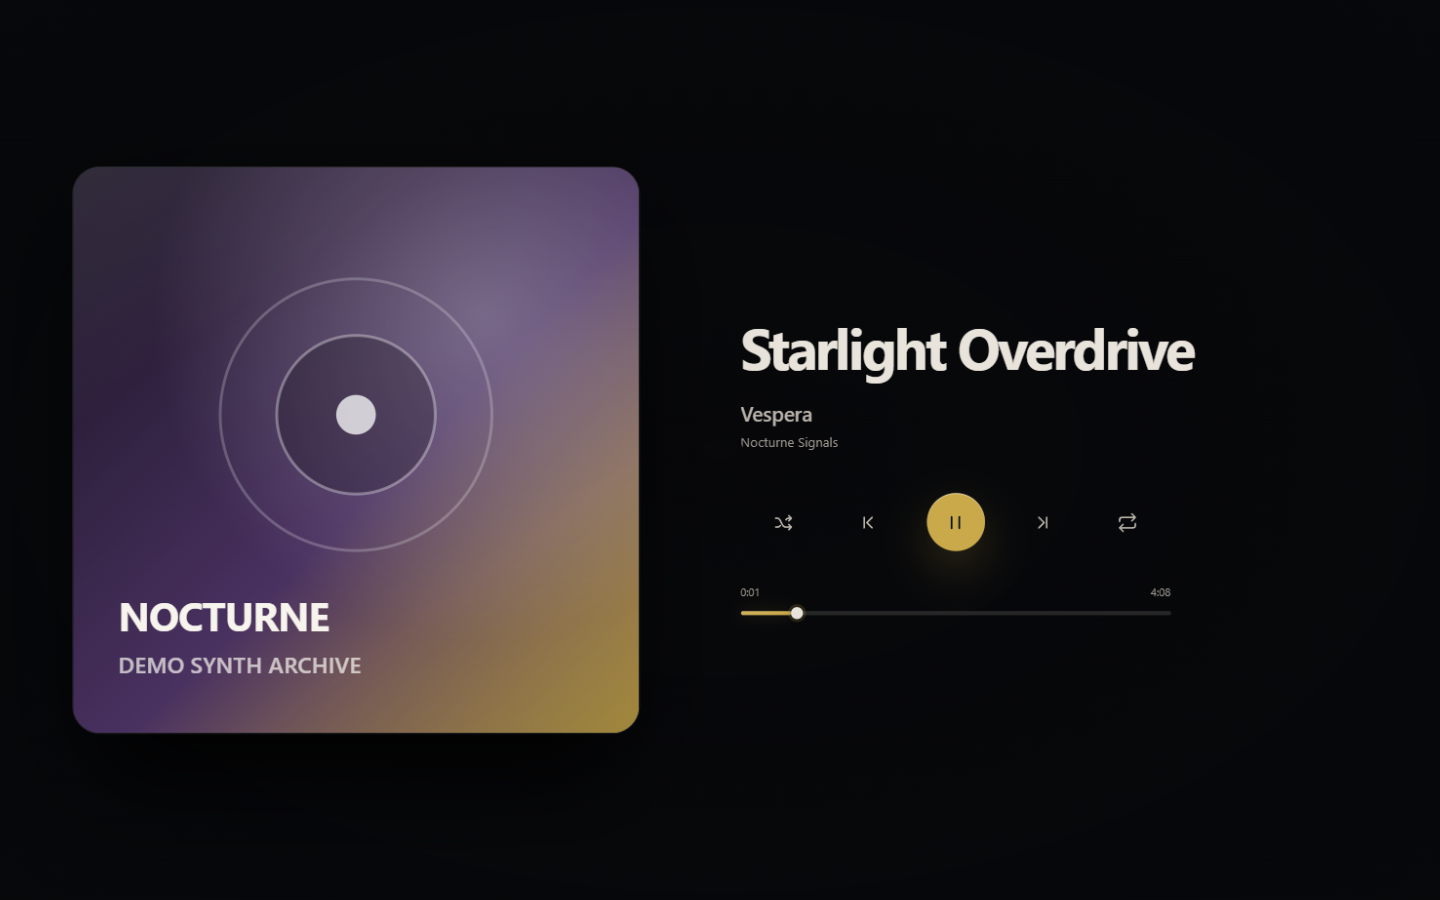 NOCTURNE
DEMO SYNTH ARCHIVE
Starlight Overdrive
Vespera
Nocturne Signals
0:01 4:08